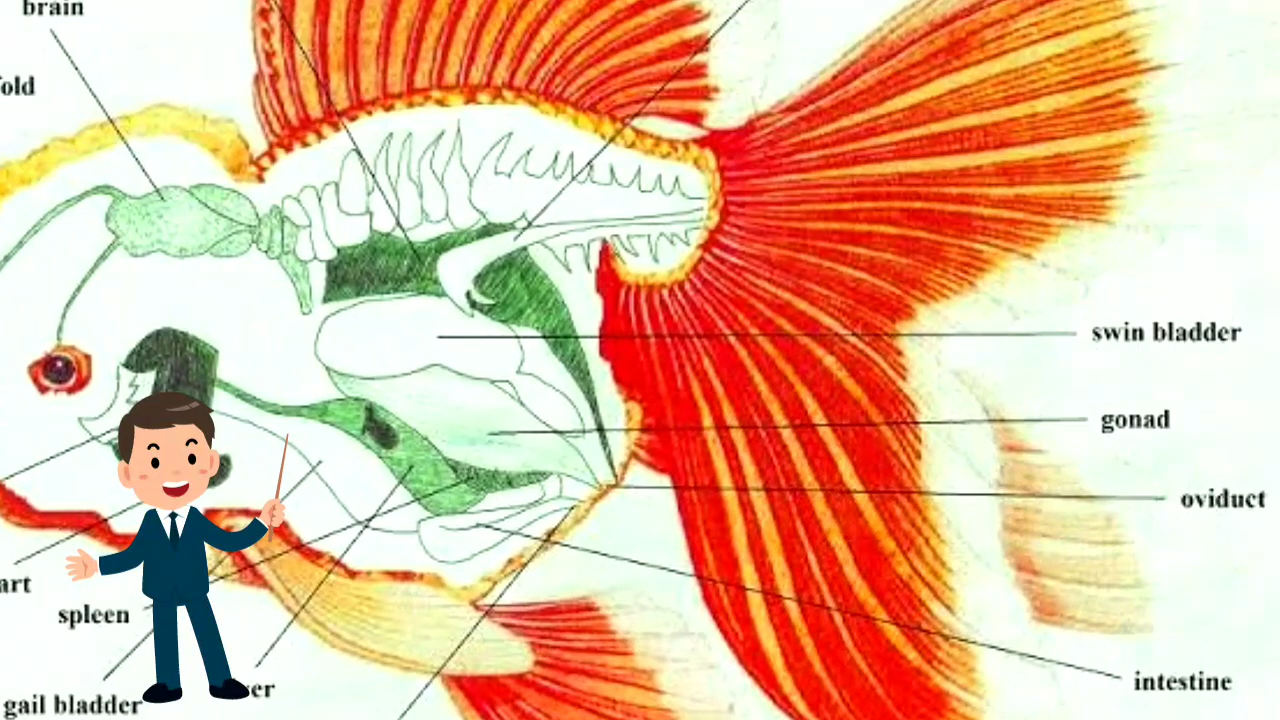 brain
fold
swin bladder
gonad
oviduct
art
spleen
intestine
er
gail bladder